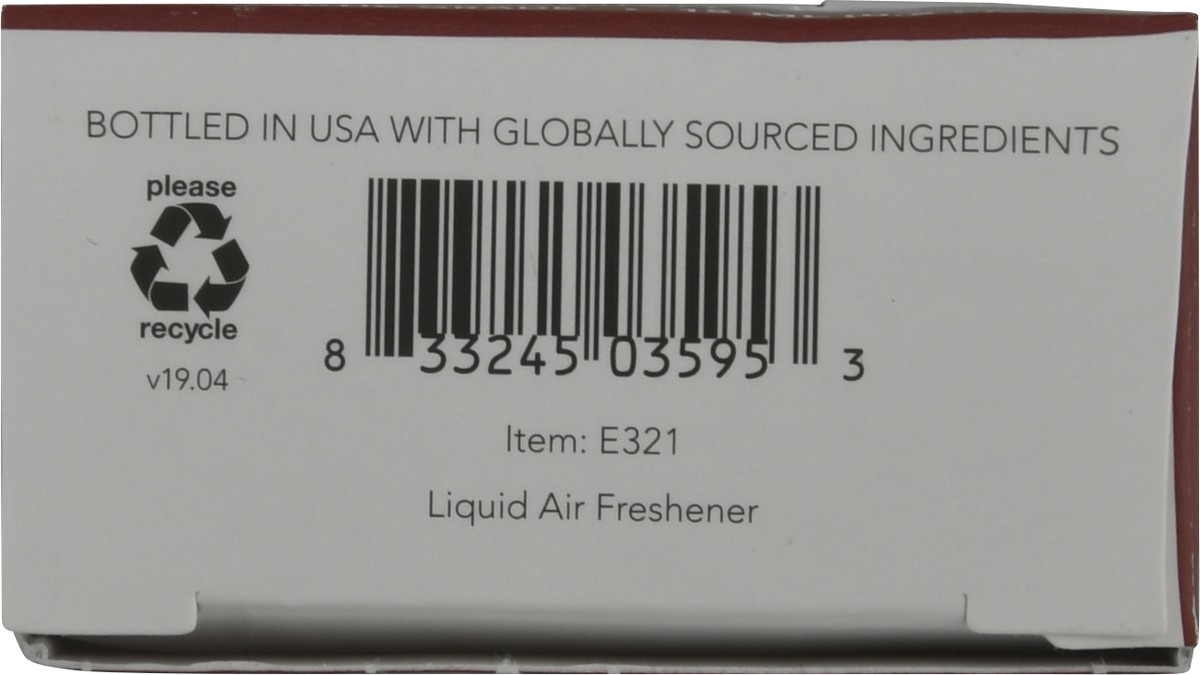 BOTTLED IN USA WITH GLOBALLY SOURCED INGREDIENTS
please
recycle
v19.04
8 33245 03595 3
Item: E321
Liquid Air Freshener